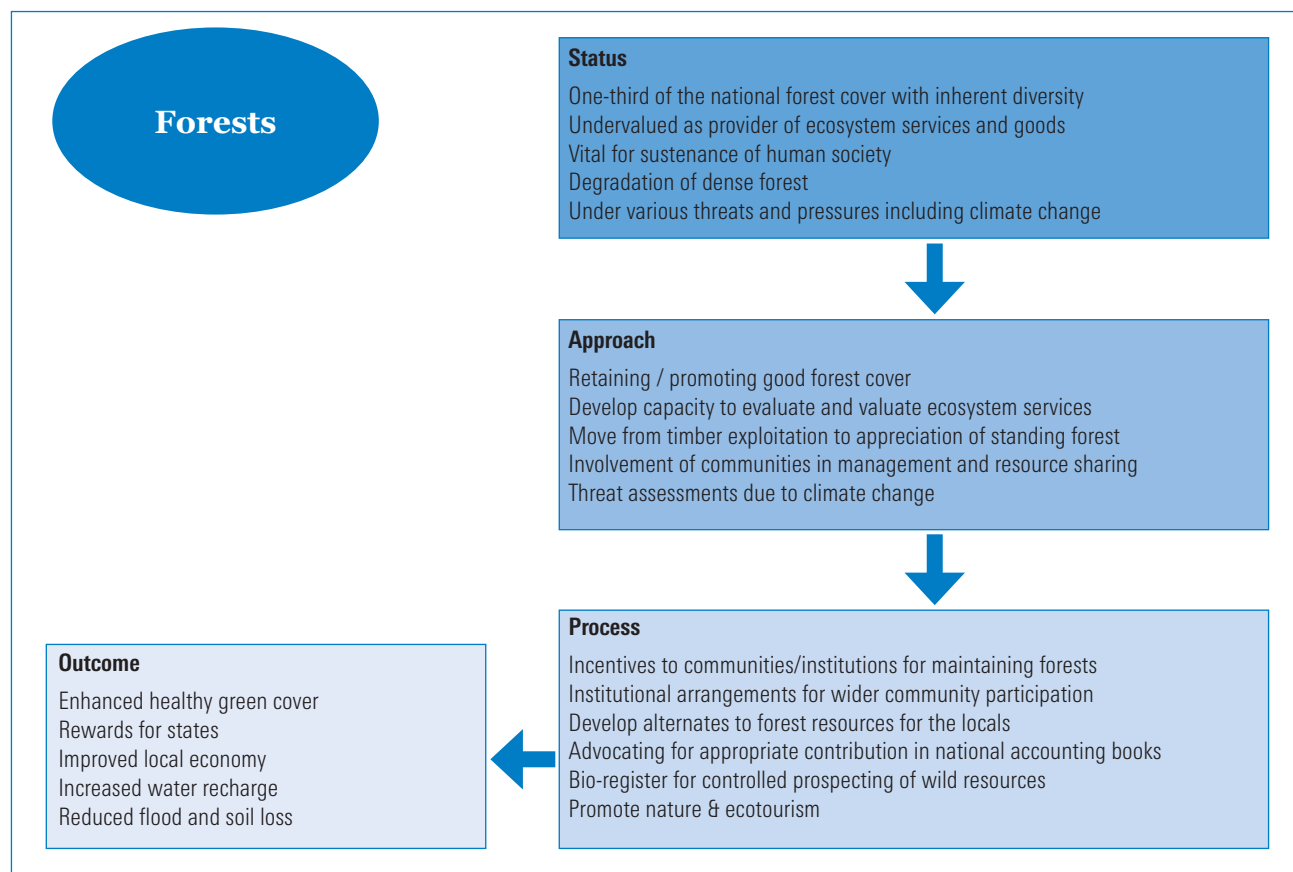 Forests
Status
One-third of the national forest cover with inherent diversity
Undervalued as provider of ecosystem services and goods
Vital for sustenance of human society
Degradation of dense forest
Under various threats and pressures including climate change
Approach
Retaining / promoting good forest cover
Develop capacity to evaluate and valuate ecosystem services
Move from timber exploitation to appreciation of standing forest
Involvement of communities in management and resource sharing
Threat assessments due to climate change
Process
Incentives to communities/institutions for maintaining forests
Institutional arrangements for wider community participation
Develop alternates to forest resources for the locals
Advocating for appropriate contribution in national accounting books
Bio-register for controlled prospecting of wild resources
Promote nature & ecotourism
Outcome
Enhanced healthy green cover
Rewards for states
Improved local economy
Increased water recharge
Reduced flood and soil loss